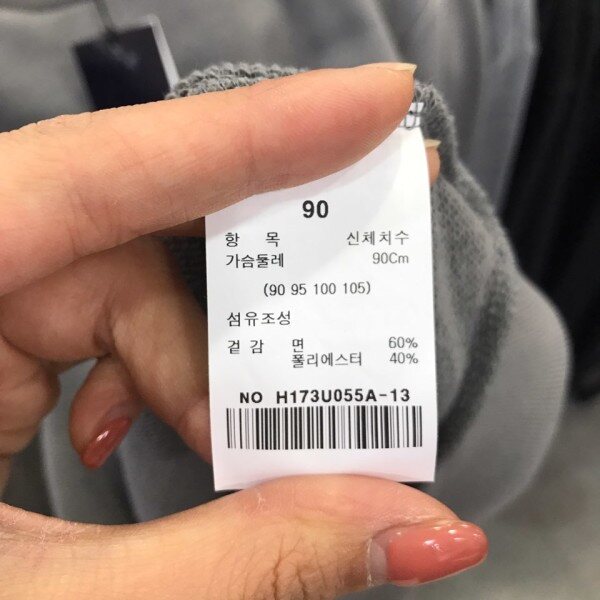 90
항 목 신체치수
가슴둘레 90Cm
(90 95 100 105)
섬유조성
겉 감 면 60%
폴리에스터 40%
NO H173U055A-13